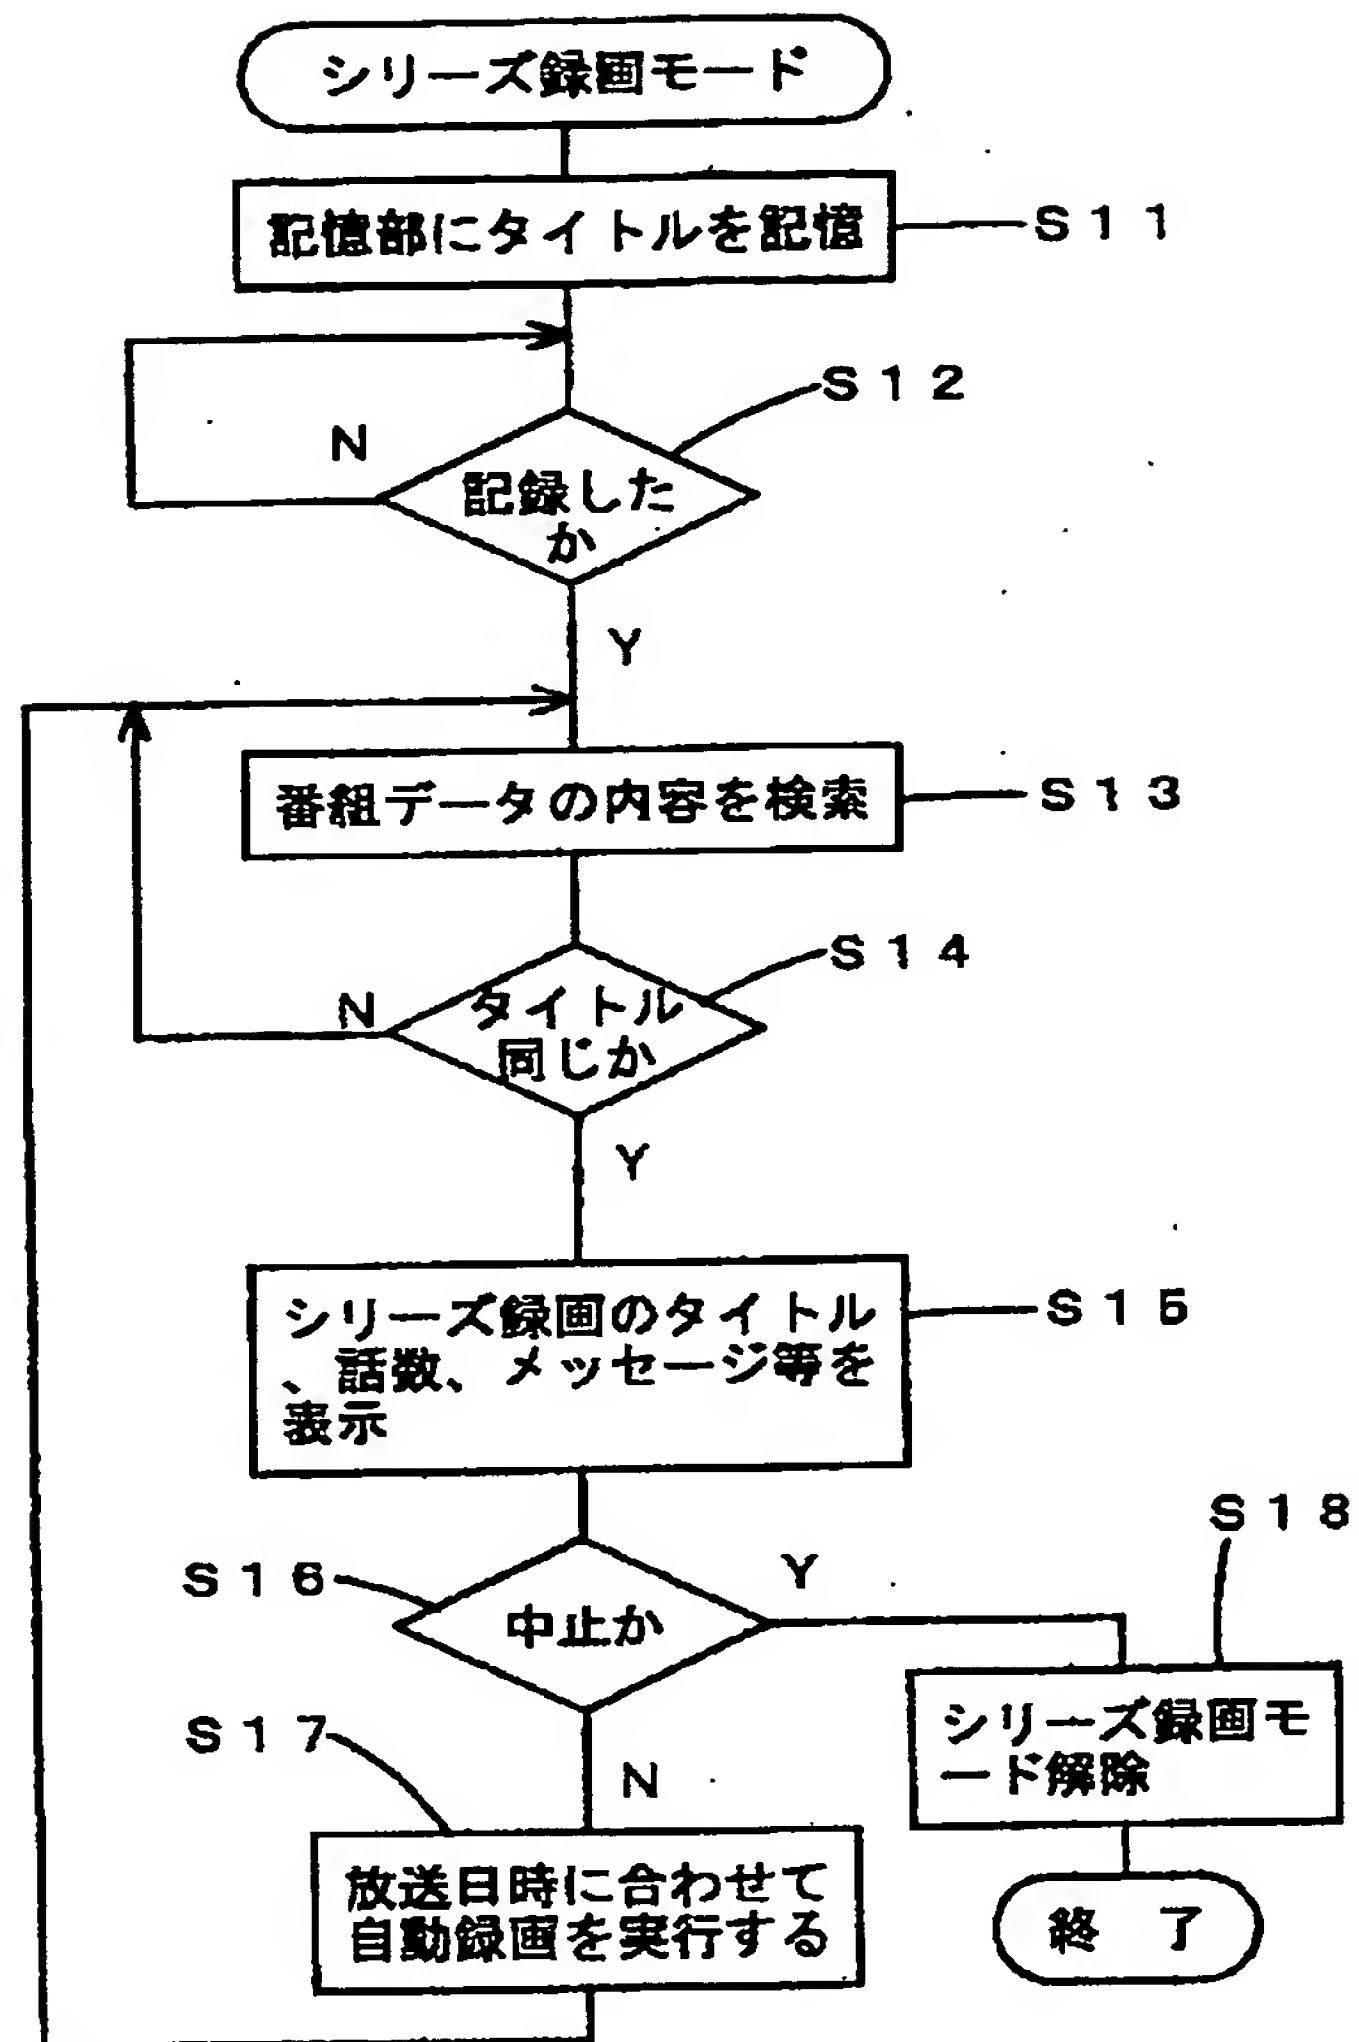 シリーズ録画モード
記憶部にタイトルを記憶
S11
S12
N
記録した
か
Y
番組データの内容を検索
S13
S14
N
タイトル
同じか
Y
シリーズ録画のタイトル
、話数、メッセージ等を
表示
S15
S16
中止か
Y
S18
シリーズ録画モ
ード解除
S17
N
放送日時に合わせて
自動録画を実行する
終 了